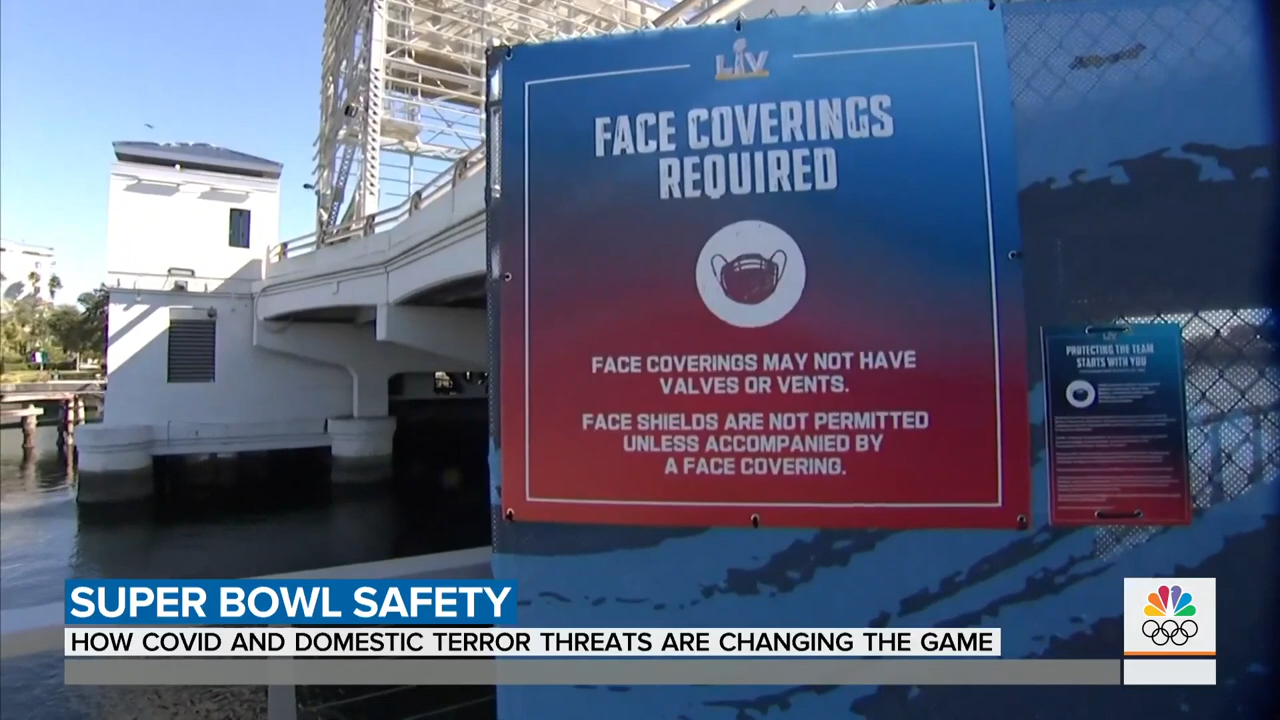 LIV
FACE COVERINGS
REQUIRED
FACE COVERINGS MAY NOT HAVE
VALVES OR VENTS.
FACE SHIELDS ARE NOT PERMITTED
UNLESS ACCOMPANIED BY
A FACE COVERING.
PROTECTING THE TEAM
STARTS WITH YOU
SUPER BOWL SAFETY
HOW COVID AND DOMESTIC TERROR THREATS ARE CHANGING THE GAME